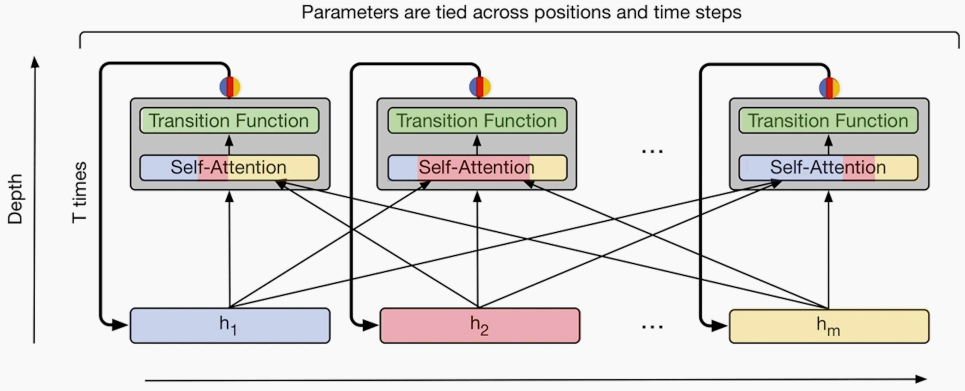 Parameters are tied across positions and time steps
Depth
T times
Transition Function
Transition Function
Transition Function
Self-Attention
Self-Attention
...
Self-Attention
h1
h2
...
hm